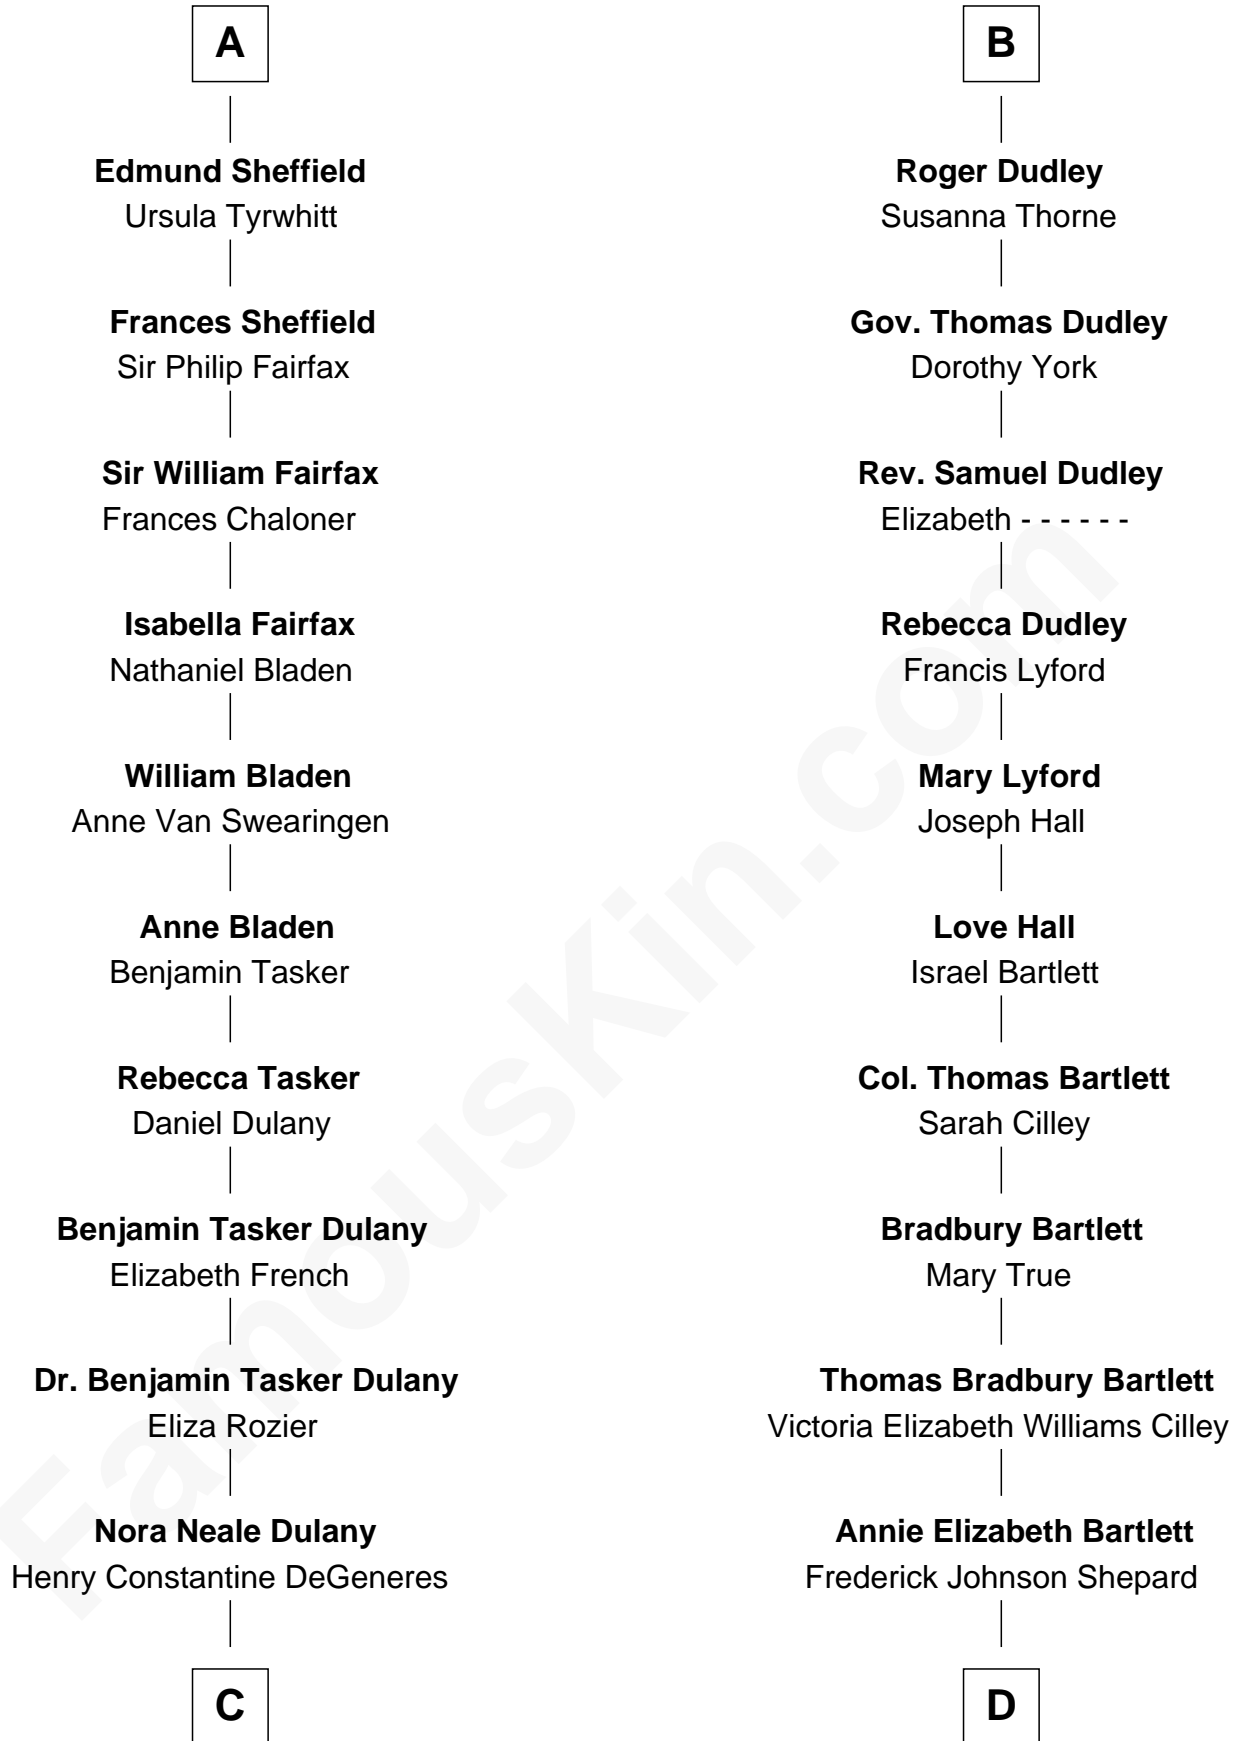 A
Edmund Sheffield
Ursula Tyrwhitt
Frances Sheffield
Sir Philip Fairfax
Sir William Fairfax
Frances Chaloner
Isabella Fairfax
Nathaniel Bladen
William Bladen
Anne Van Swearingen
Anne Bladen
Benjamin Tasker
Rebecca Tasker
Daniel Dulany
Benjamin Tasker Dulany
Elizabeth French
Dr. Benjamin Tasker Dulany
Eliza Rozier
Nora Neale Dulany
Henry Constantine DeGeneres
C
B
Roger Dudley
Susanna Thorne
Gov. Thomas Dudley
Dorothy York
Rev. Samuel Dudley
Elizabeth - - - - - -
Rebecca Dudley
Francis Lyford
Mary Lyford
Joseph Hall
Love Hall
Israel Bartlett
Col. Thomas Bartlett
Sarah Cilley
Bradbury Bartlett
Mary True
Thomas Bradbury Bartlett
Victoria Elizabeth Williams Cilley
Annie Elizabeth Bartlett
Frederick Johnson Shepard
D
FamousKin.com